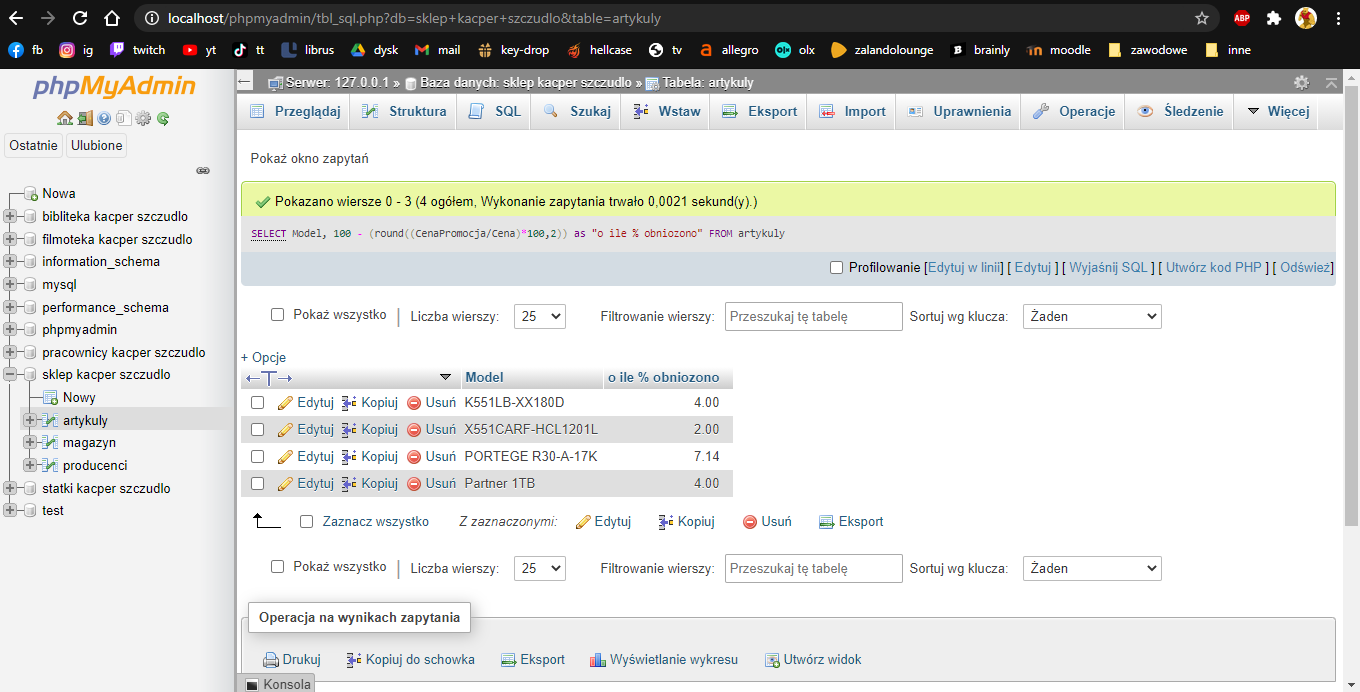 localhost/phpmyadmin/tbl_sql.php?db=sklep+kacper+szczudlo&table=artykuly
ABP
fb ig twitch yt tt librus dysk mail key-drop hellcase tv allegro olx zalandolounge brainly moodle zawodowe inne
phpMyAdmin
Ostatnie Ulubione
Nowa
bibliteka kacper szczudlo
filmoteka kacper szczudlo
information_schema
mysql
performance_schema
phpmyadmin
pracownicy kacper szczudlo
sklep kacper szczudlo
Nowy
artykuly
magazyn
producenci
statki kacper szczudlo
test
Serwer: 127.0.0.1 » Baza danych: sklep kacper szczudlo » Tabela: artykuly
Przeglądaj Struktura SQL Szukaj Wstaw Eksport Import Uprawnienia Operacje Śledzenie Więcej
Pokaż okno zapytań
Pokazano wiersze 0 - 3 (4 ogółem, Wykonanie zapytania trwało 0,0021 sekund(y).)
SELECT Model, 100 - (round((CenaPromocja/Cena)*100,2)) as "o ile % obniozono" FROM artykuly
Profilowanie [Edytuj w linii] [ Edytuj ] [ Wyjaśnij SQL ] [ Utwórz kod PHP ] [ Odśwież]
Pokaż wszystko | Liczba wierszy: 25 Filtrowanie wierszy: Przeszukaj tę tabelę Sortuj wg klucza: Żaden
+ Opcje
←T→ Model o ile % obniozono
Edytuj Kopiuj Usuń K551LB-XX180D 4.00
Edytuj Kopiuj Usuń X551CARF-HCL1201L 2.00
Edytuj Kopiuj Usuń PORTEGE R30-A-17K 7.14
Edytuj Kopiuj Usuń Partner 1TB 4.00
Zaznacz wszystko Z zaznaczonymi: Edytuj Kopiuj Usuń Eksport
Pokaż wszystko | Liczba wierszy: 25 Filtrowanie wierszy: Przeszukaj tę tabelę Sortuj wg klucza: Żaden
Operacja na wynikach zapytania
Drukuj Kopiuj do schowka Eksport Wyświetlanie wykresu Utwórz widok
Konsola